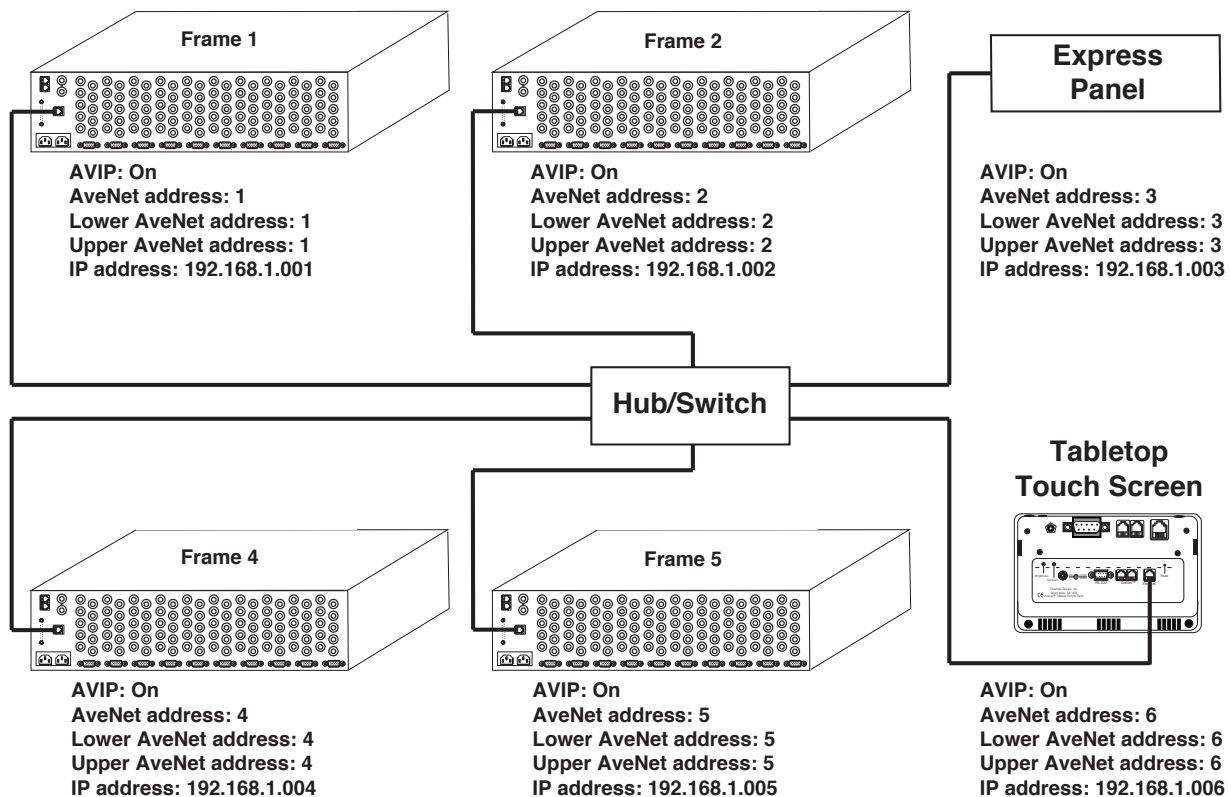 Frame 1
AVIP: On
AveNet address: 1
Lower AveNet address: 1
Upper AveNet address: 1
IP address: 192.168.1.001
Frame 2
AVIP: On
AveNet address: 2
Lower AveNet address: 2
Upper AveNet address: 2
IP address: 192.168.1.002
Express
Panel
AVIP: On
AveNet address: 3
Lower AveNet address: 3
Upper AveNet address: 3
IP address: 192.168.1.003
Hub/Switch
Frame 4
AVIP: On
AveNet address: 4
Lower AveNet address: 4
Upper AveNet address: 4
IP address: 192.168.1.004
Frame 5
AVIP: On
AveNet address: 5
Lower AveNet address: 5
Upper AveNet address: 5
IP address: 192.168.1.005
Tabletop
Touch Screen
AVIP: On
AveNet address: 6
Lower AveNet address: 6
Upper AveNet address: 6
IP address: 192.168.1.006